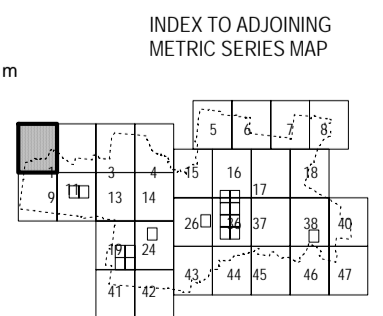 INDEX TO ADJOINING
METRIC SERIES MAP
m
5 6 7 8
1 3 4 15 16 18
9 11 13 14 17
26 36 37 38 40
19 24
43 44 45 46 47
41 42